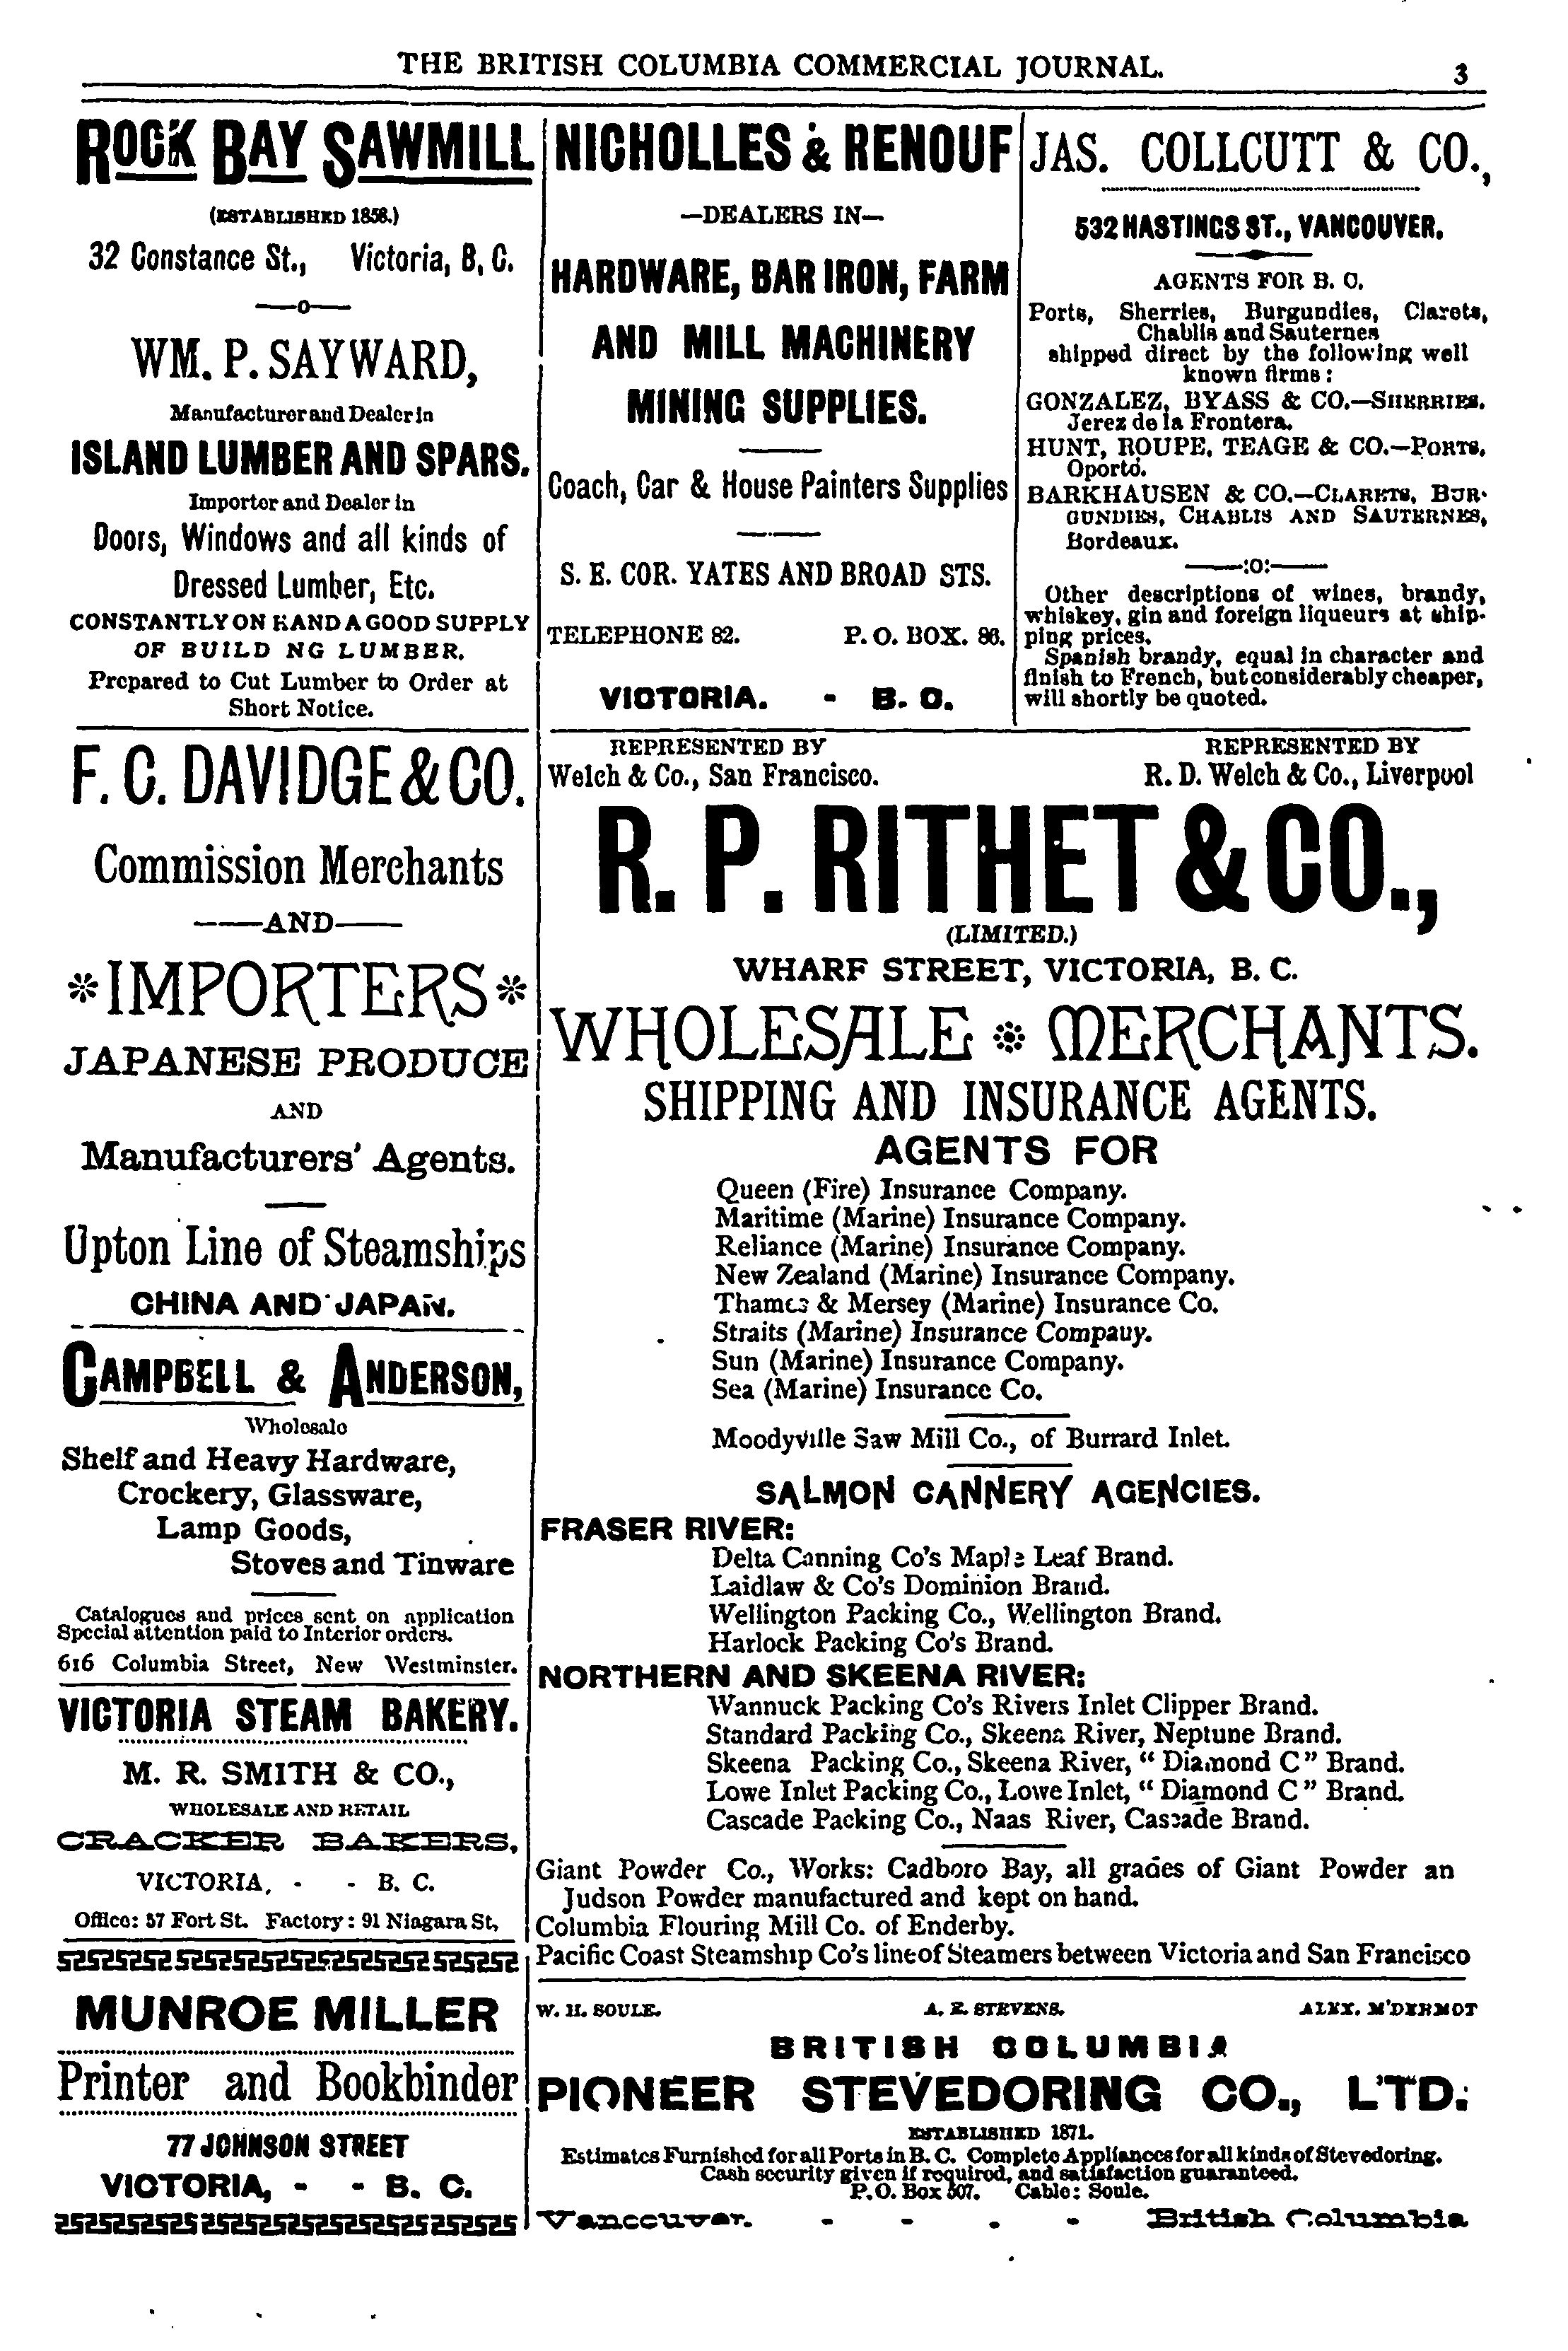 THE BRITISH COLUMBIA COMMERCIAL JOURNAL. 3
ROCK BAY SAWMILL
(ESTABLISHED 1858.)
32 Constance St., Victoria, B, C.
—o—
WM. P. SAYWARD,
Manufacturer and Dealer in
ISLAND LUMBER AND SPARS.
Importer and Dealer in
Doors, Windows and all kinds of
Dressed Lumber, Etc.
CONSTANTLY ON HAND A GOOD SUPPLY
OF BUILD NG LUMBER.
Prepared to Cut Lumber to Order at
Short Notice.
F. C. DAVIDGE & CO.
Commission Merchants
——AND——
*IMPORTERS*
JAPANESE PRODUCE
AND
Manufacturers' Agents.
Upton Line of Steamships
CHINA AND JAPAN.
CAMPBELL & ANDERSON,
Wholesale
Shelf and Heavy Hardware,
Crockery, Glassware,
Lamp Goods,
Stoves and Tinware
Catalogues and prices sent on application
Special attention paid to Interior orders.
616 Columbia Street, New Westminster.
VICTORIA STEAM BAKERY.
M. R. SMITH & CO.,
WHOLESALE AND RETAIL
CRACKER BAKERS,
VICTORIA, - - B. C.
Office: 57 Fort St. Factory: 91 Niagara St,
MUNROE MILLER
Printer and Bookbinder
77 JOHNSON STREET
VICTORIA, - - B. C.
NICHOLLES & RENOUF
—DEALERS IN—
HARDWARE, BAR IRON, FARM
AND MILL MACHINERY
MINING SUPPLIES.
Coach, Car & House Painters Supplies
S. E. COR. YATES AND BROAD STS.
TELEPHONE 82. P. O. BOX. 86.
VICTORIA. - B. C.
JAS. COLLCUTT & CO.,
532 HASTINGS ST., VANCOUVER.
AGENTS FOR B. C.
Ports, Sherries, Burgundies, Clarets,
Chablis and Sauternes
shipped direct by the following well
known firms:
GONZALEZ, BYASS & CO.—SHERRIES.
Jerez de la Frontera.
HUNT, ROUPE, TEAGE & CO.—PORTS,
Oporto.
BARKHAUSEN & CO.—CLARETS, BUR-
GUNDIES, CHABLIS AND SAUTERNES,
Bordeaux.
——:o:——
Other descriptions of wines, brandy,
whiskey, gin and foreign liqueurs at ship-
ping prices.
Spanish brandy, equal in character and
finish to French, but considerably cheaper,
will shortly be quoted.
REPRESENTED BY REPRESENTED BY
Welch & Co., San Francisco. R. D. Welch & Co., Liverpool
R. P. RITHET & CO.,
(LIMITED.)
WHARF STREET, VICTORIA, B. C.
WHOLESALE * MERCHANTS.
SHIPPING AND INSURANCE AGENTS.
AGENTS FOR
Queen (Fire) Insurance Company.
Maritime (Marine) Insurance Company.
Reliance (Marine) Insurance Company.
New Zealand (Marine) Insurance Company.
Thames & Mersey (Marine) Insurance Co.
Straits (Marine) Insurance Compauy.
Sun (Marine) Insurance Company.
Sea (Marine) Insurance Co.
Moodyville Saw Mill Co., of Burrard Inlet.
SALMON CANNERY AGENCIES.
FRASER RIVER:
Delta Canning Co's Maple Leaf Brand.
Laidlaw & Co's Dominion Brand.
Wellington Packing Co., Wellington Brand.
Harlock Packing Co's Brand.
NORTHERN AND SKEENA RIVER:
Wannuck Packing Co's Rivers Inlet Clipper Brand.
Standard Packing Co., Skeena River, Neptune Brand.
Skeena Packing Co., Skeena River, “ Diamond C ” Brand.
Lowe Inlet Packing Co., Lowe Inlet, “ Diamond C ” Brand.
Cascade Packing Co., Naas River, Cascade Brand.
Giant Powder Co., Works: Cadboro Bay, all grades of Giant Powder an
Judson Powder manufactured and kept on hand.
Columbia Flouring Mill Co. of Enderby.
Pacific Coast Steamship Co's line of Steamers between Victoria and San Francisco
W. H. SOULE. A. E. STEVENS. ALEX. M'DERMOT
BRITISH COLUMBIA
PIONEER STEVEDORING CO., L'TD.
ESTABLISHED 1871.
Estimates Furnished for all Ports in B. C. Complete Appliances for all kinds of Stevedoring.
Cash security given if required, and satisfaction guaranteed.
P. O. Box 507. Cable: Soule.
Vancouver. - - - - British Columbia